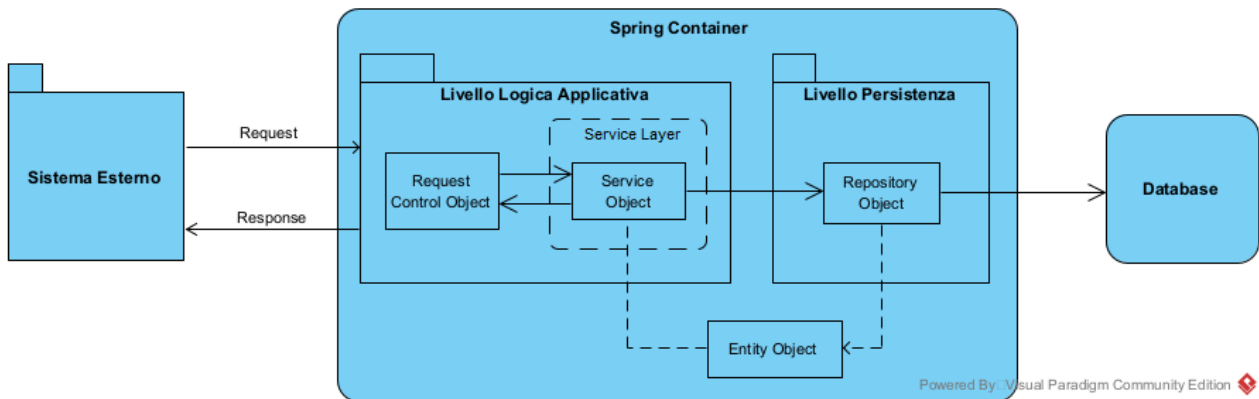 Spring Container
Livello Logica Applicativa
Livello Persistenza
Service Layer
Request
Sistema Esterno
Response
Request
Control Object
Service
Object
Repository
Object
Database
Entity Object
Powered By Visual Paradigm Community Edition